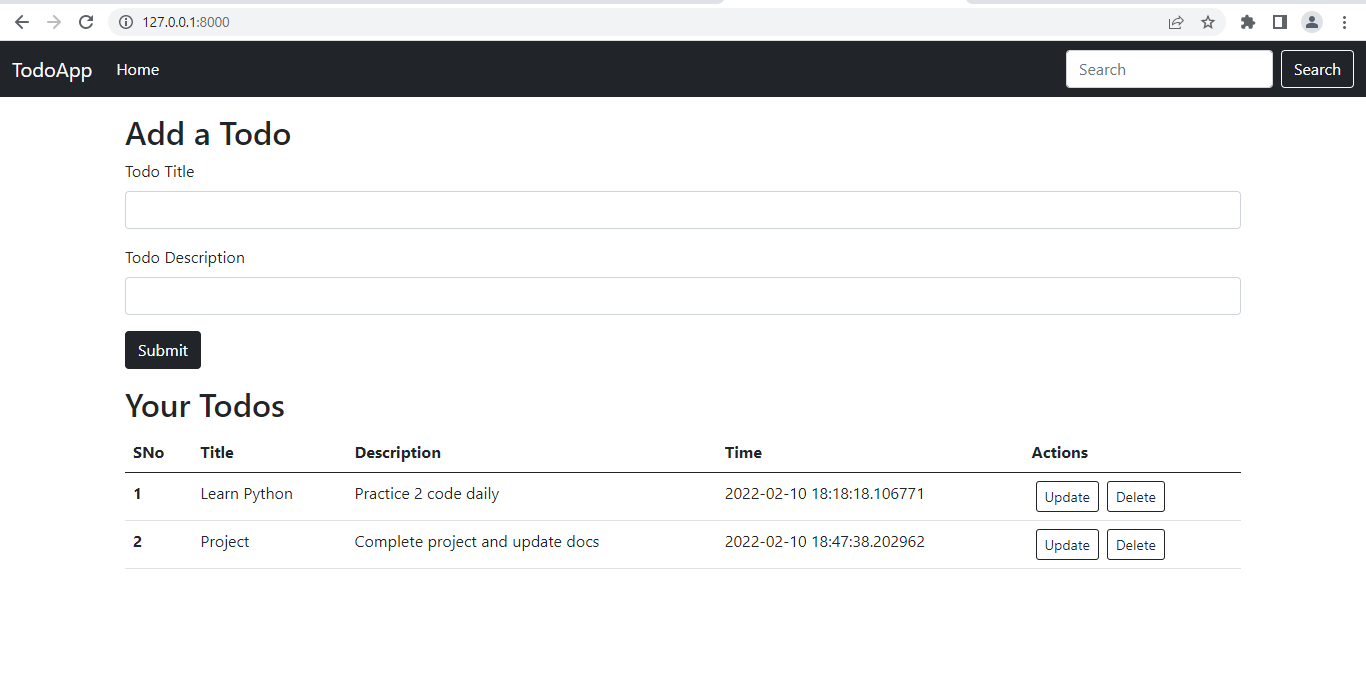 127.0.0.1:8000
TodoApp Home Search Search
Add a Todo
Todo Title
Todo Description
Submit
Your Todos
SNo Title Description Time Actions
1 Learn Python Practice 2 code daily 2022-02-10 18:18:18.106771 Update Delete
2 Project Complete project and update docs 2022-02-10 18:47:38.202962 Update Delete